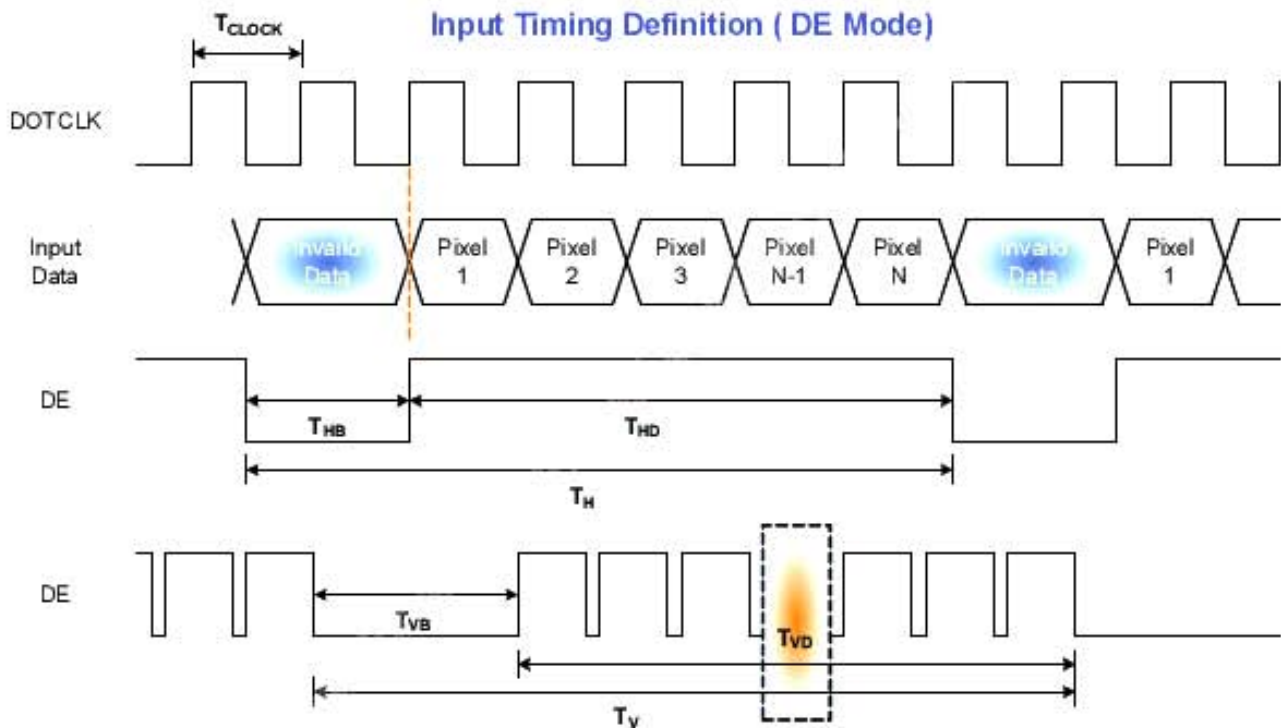 Input Timing Definition ( DE Mode)
TCLOCK
DOTCLK
Input
Data
Invalid
Data
Pixel
1
Pixel
2
Pixel
3
Pixel
N-1
Pixel
N
Invalid
Data
Pixel
1
DE
THB
THD
TH
DE
TVB
TVD
TV